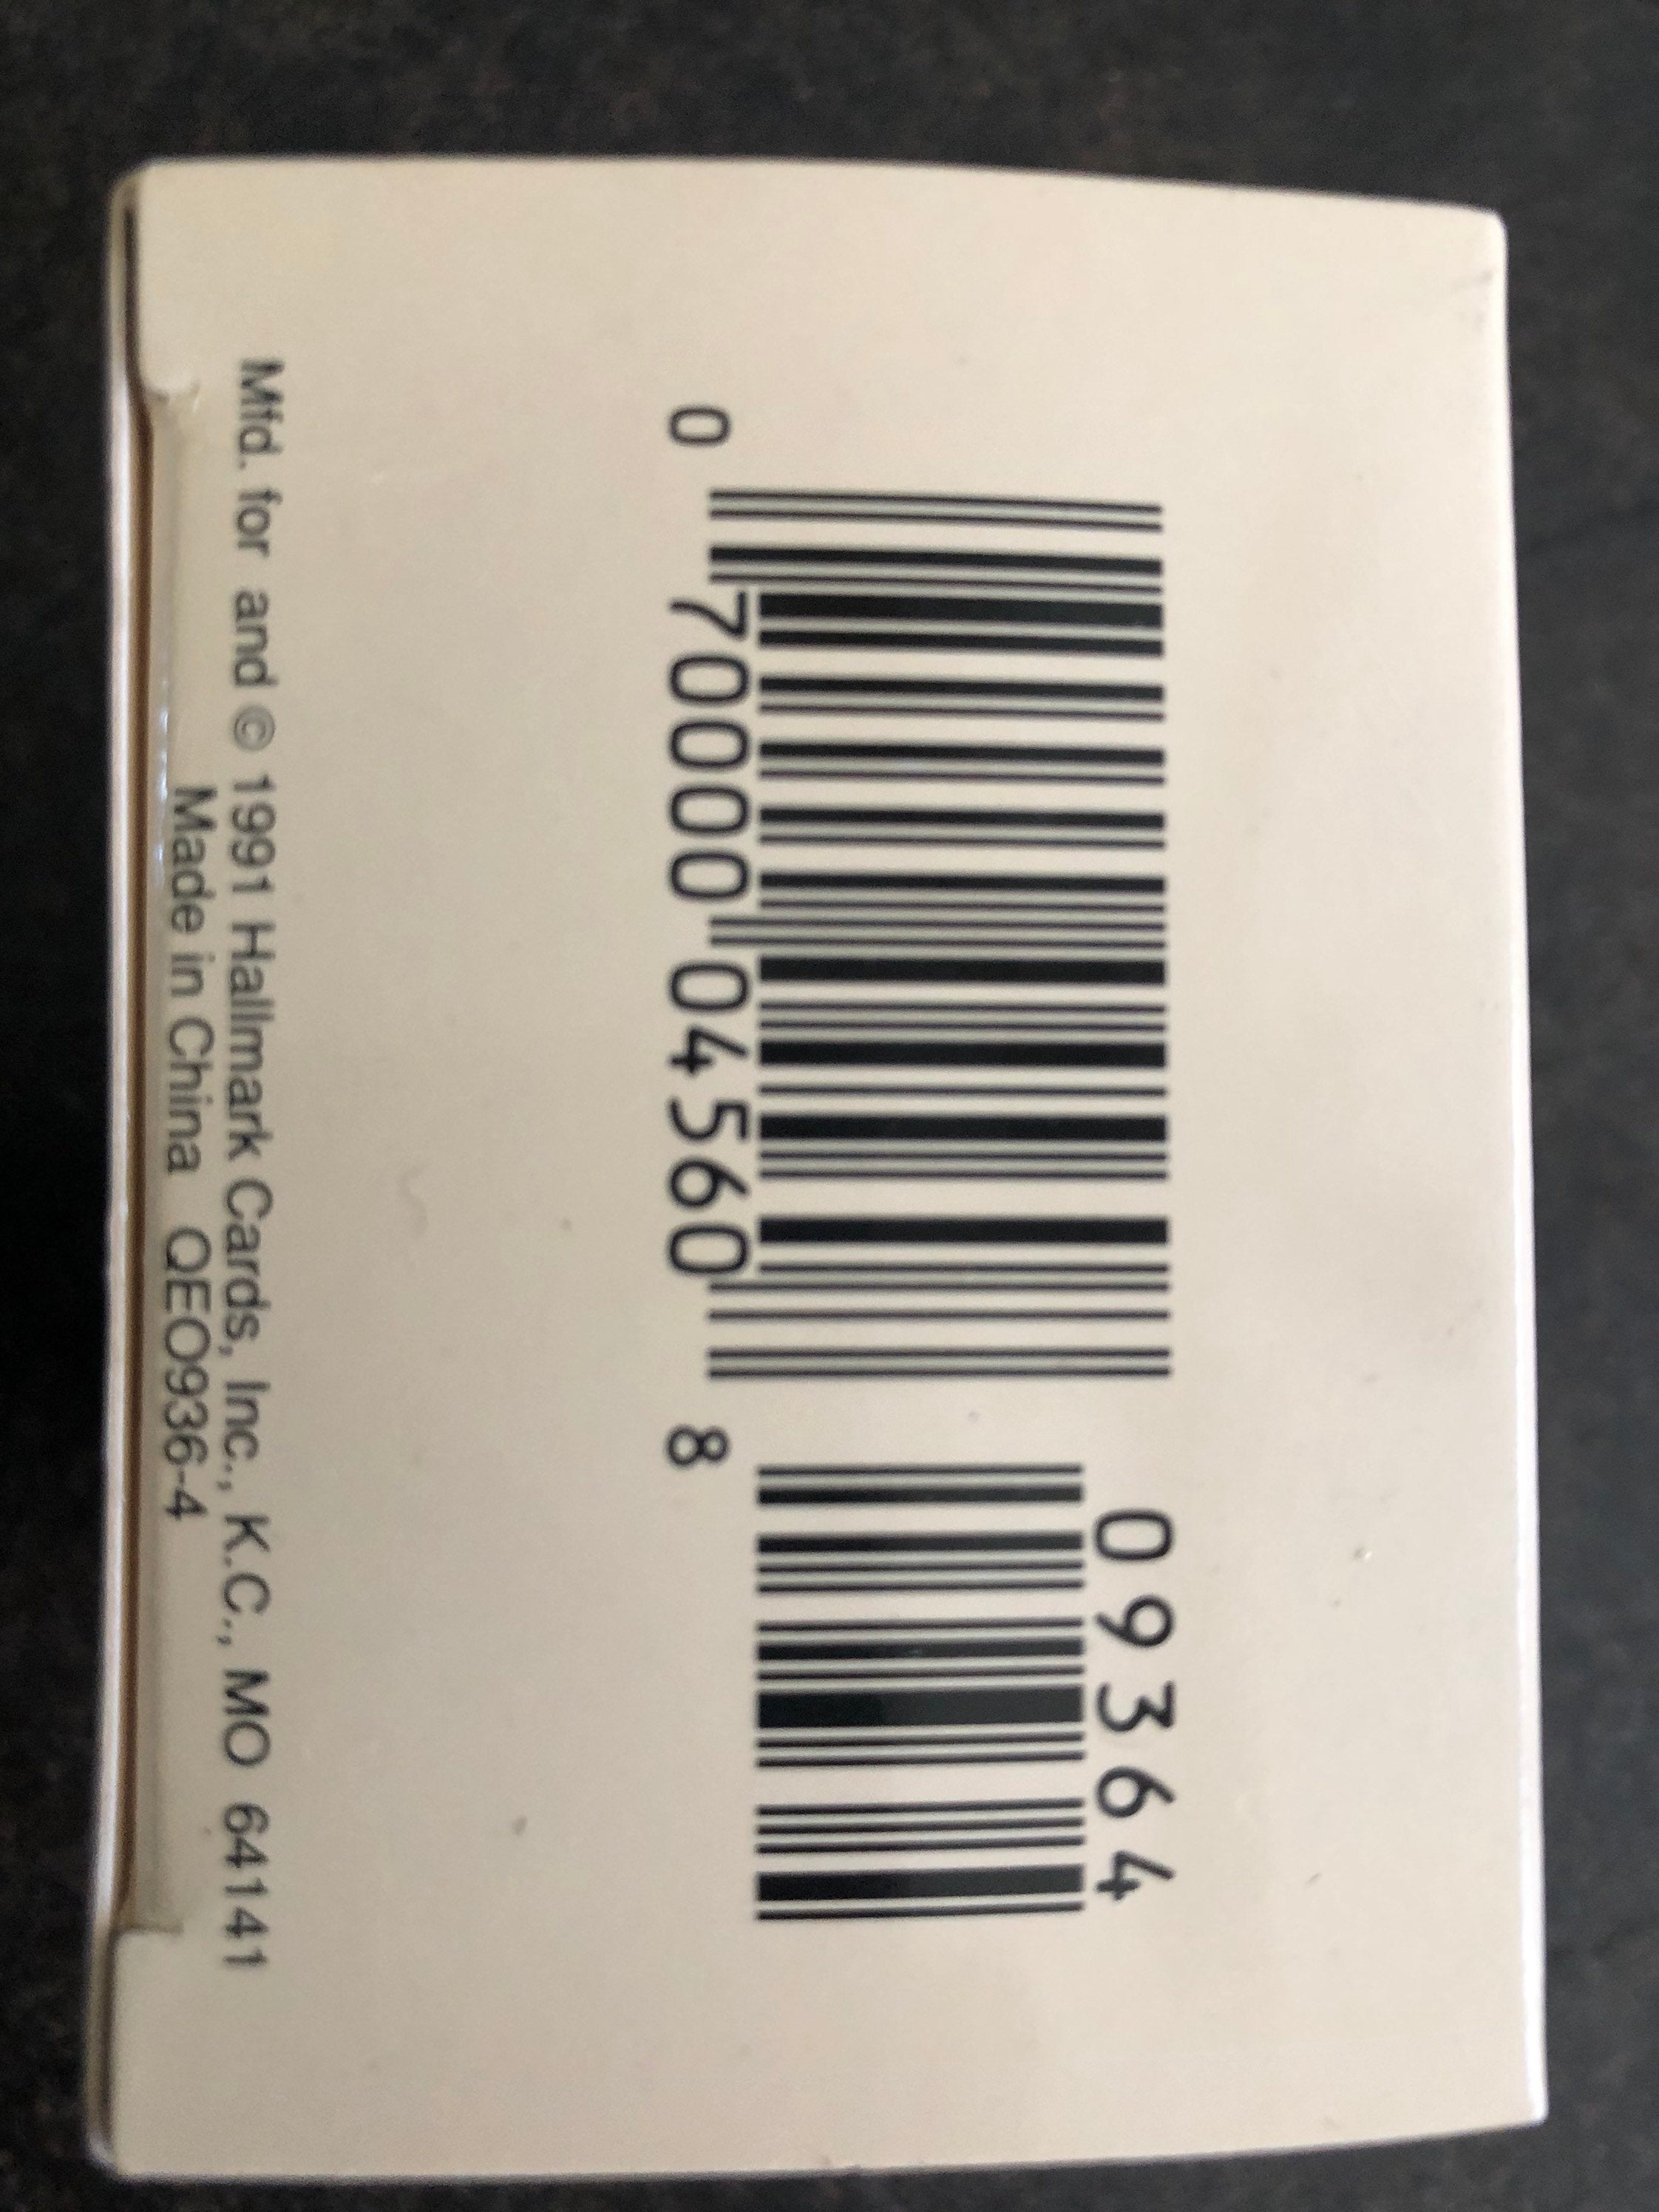 09364
0 70000 04560 8
Mfd. for and © 1991 Hallmark Cards, Inc., K.C., MO 64141
Made in China QEO936-4